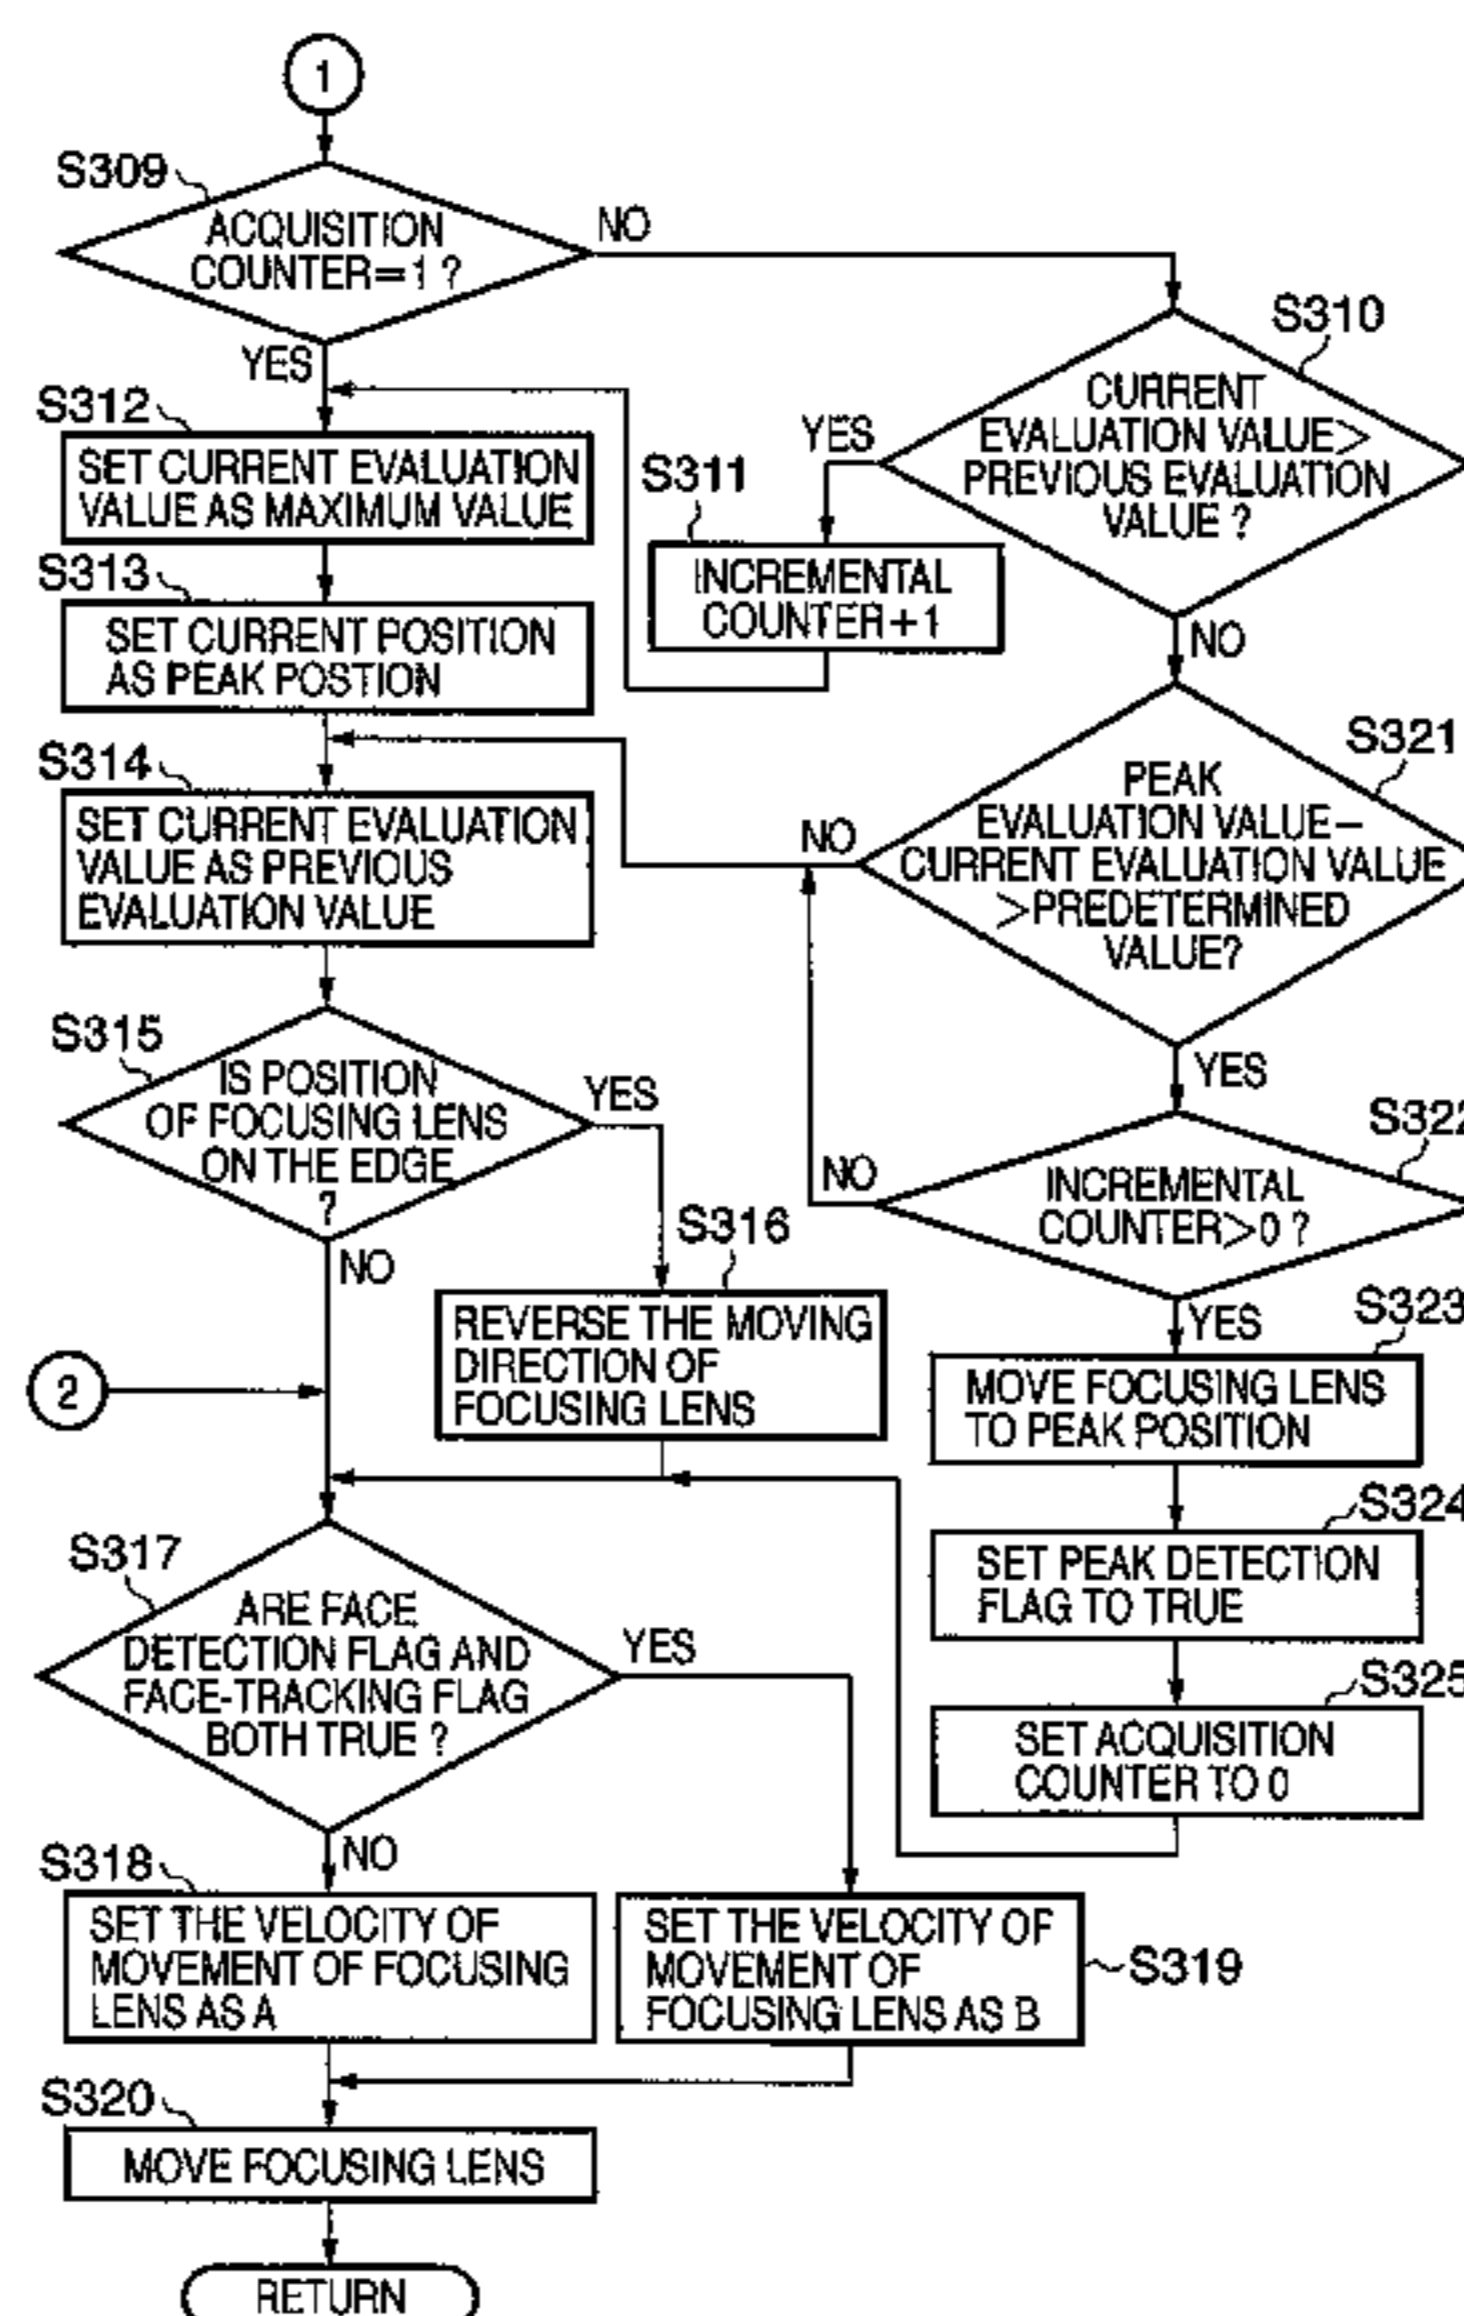 1
S309
ACQUISITION
COUNTER=1 ?
NO
YES
S310
CURRENT
EVALUATION VALUE>
PREVIOUS EVALUATION
VALUE ?
YES
NO
S311
INCREMENTAL
COUNTER+1
S312
SET CURRENT EVALUATION
VALUE AS MAXIMUM VALUE
S313
SET CURRENT POSITION
AS PEAK POSTION
S314
SET CURRENT EVALUATION
VALUE AS PREVIOUS
EVALUATION VALUE
S321
PEAK
EVALUATION VALUE−
CURRENT EVALUATION VALUE
>PREDETERMINED
VALUE?
NO
YES
S315
IS POSITION
OF FOCUSING LENS
ON THE EDGE
?
YES
NO
S322
INCREMENTAL
COUNTER>0 ?
NO
YES
S316
REVERSE THE MOVING
DIRECTION OF
FOCUSING LENS
2
S323
MOVE FOCUSING LENS
TO PEAK POSITION
S324
SET PEAK DETECTION
FLAG TO TRUE
S325
SET ACQUISITION
COUNTER TO 0
S317
ARE FACE
DETECTION FLAG AND
FACE-TRACKING FLAG
BOTH TRUE ?
YES
NO
S318
SET THE VELOCITY OF
MOVEMENT OF FOCUSING
LENS AS A
SET THE VELOCITY OF
MOVEMENT OF
FOCUSING LENS AS B
S319
S320
MOVE FOCUSING LENS
RETURN